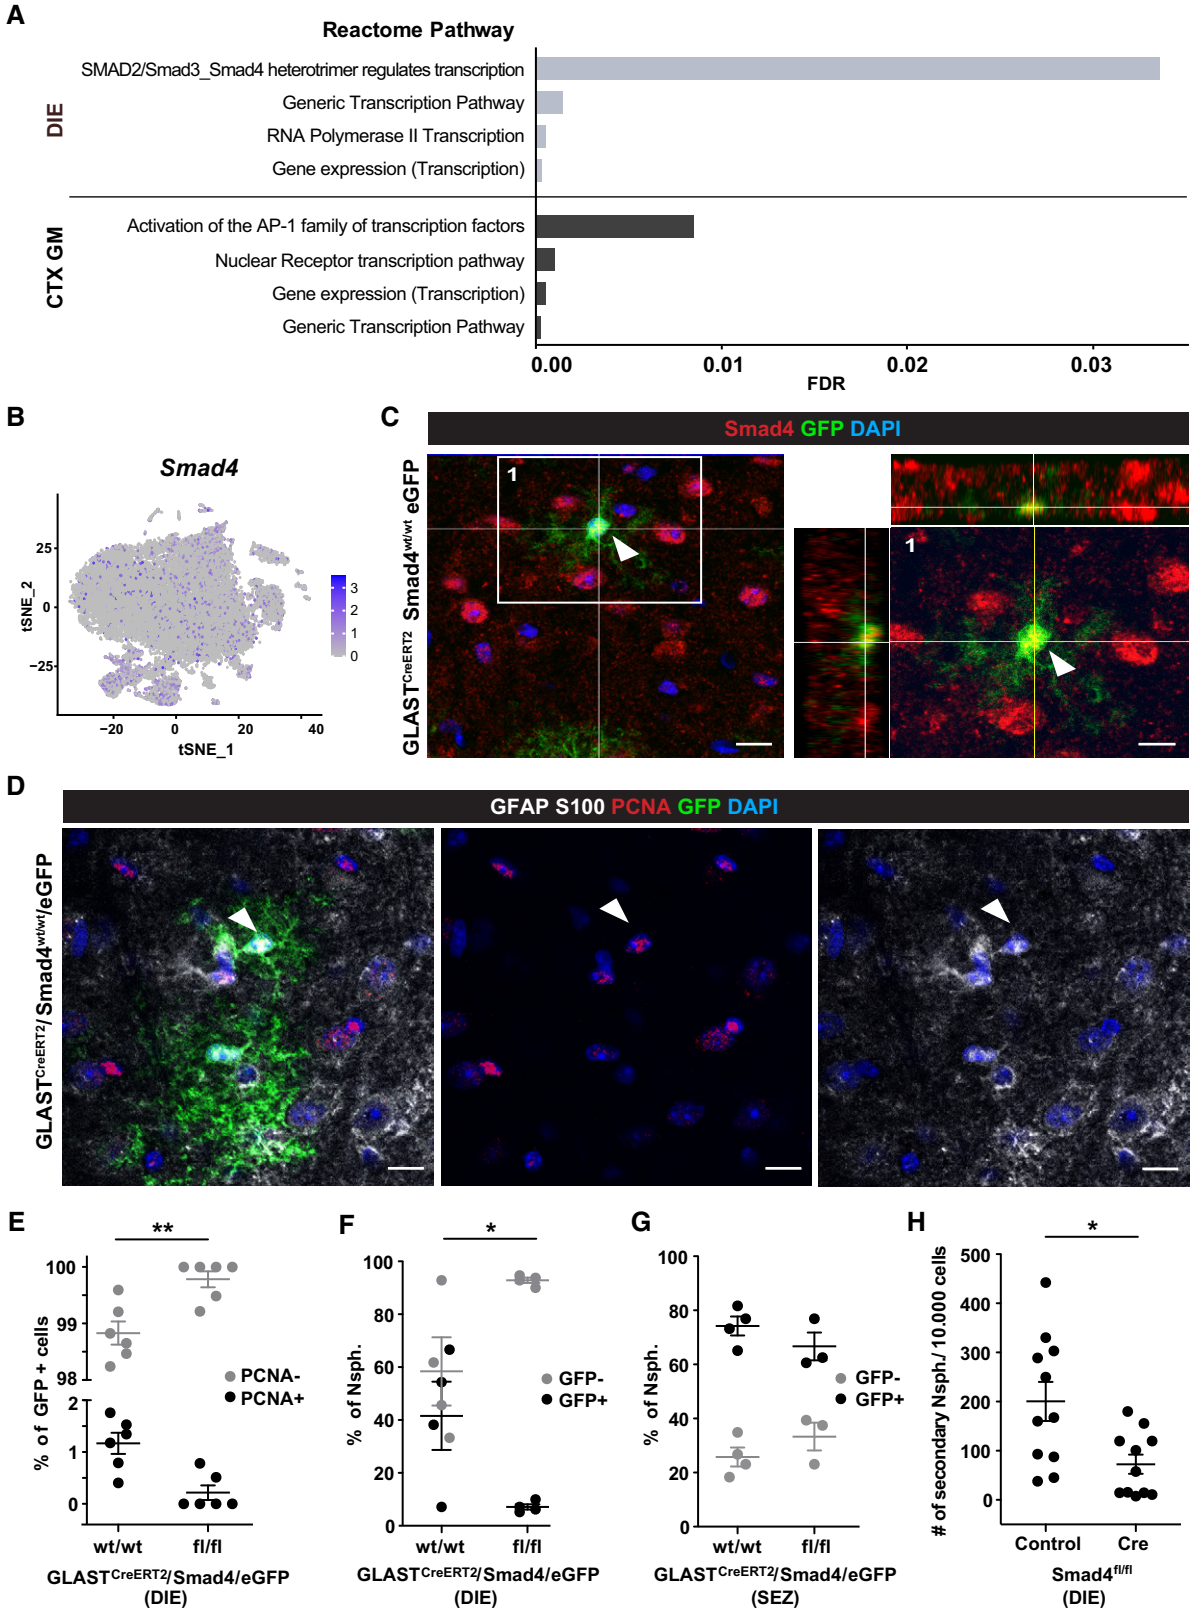 A
Reactome Pathway
DIE
SMAD2/Smad3_Smad4 heterotrimer regulates transcription
Generic Transcription Pathway
RNA Polymerase II Transcription
Gene expression (Transcription)
CTX GM
Activation of the AP-1 family of transcription factors
Nuclear Receptor transcription pathway
Gene expression (Transcription)
Generic Transcription Pathway
0.00 0.01 0.02 0.03
FDR
B
Smad4
tSNE_2
25
0
−25
−20 0 20 40
tSNE_1
3
2
1
0
C
Smad4 GFP DAPI
GLASTCreERT2 Smad4wt/wt eGFP
1
1
D
GFAP S100 PCNA GFP DAPI
GLASTCreERT2/Smad4wt/wt/eGFP
E
**
% of GFP + cells
100
99
98
2
1
0
PCNA-
PCNA+
wt/wt fl/fl
GLASTCreERT2/Smad4/eGFP
(DIE)
F
*
% of Nsph.
100
80
60
40
20
0
GFP-
GFP+
wt/wt fl/fl
GLASTCreERT2/Smad4/eGFP
(DIE)
G
% of Nsph.
100
80
60
40
20
0
GFP-
GFP+
wt/wt fl/fl
GLASTCreERT2/Smad4/eGFP
(SEZ)
H
*
# of secondary Nsph./ 10.000 cells
500
400
300
200
100
0
Control Cre
Smad4fl/fl
(DIE)